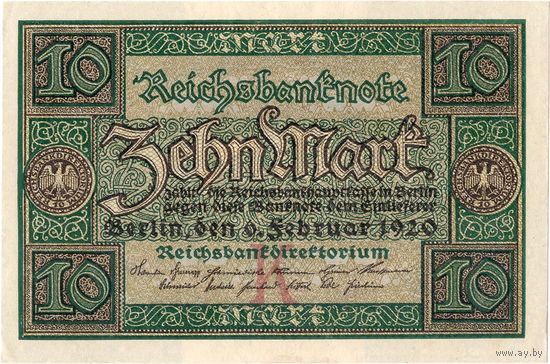 10 Mark 10
Reichsbanknote
Zehn Mark
zahlt die Reichsbankhauptkasse in Berlin
gegen diese Banknote dem Einlieferer
Berlin, den 6. Februar 1920
Reichsbankdirektorium
R
10 10
www.ay.by